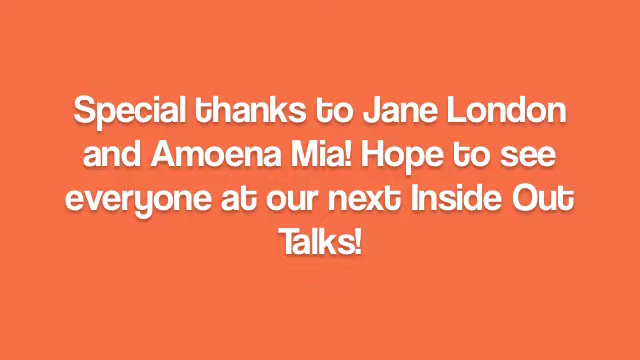 Special thanks to Jane London
and Amoena Mia! Hope to see
everyone at our next Inside Out
Talks!